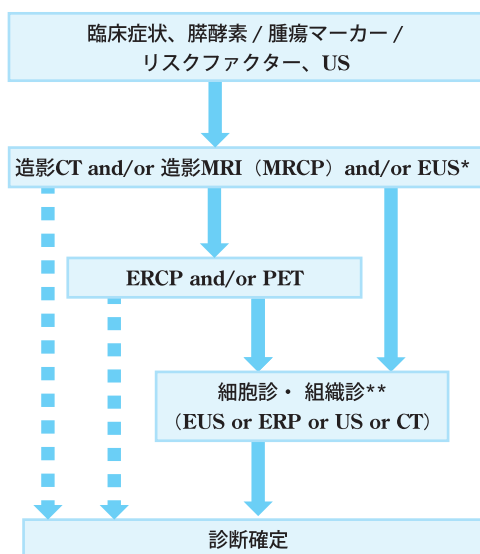 臨床症状、膵酵素 / 腫瘍マーカー /
リスクファクター、US
造影CT and/or 造影MRI（MRCP）and/or EUS*
ERCP and/or PET
細胞診・ 組織診**
（EUS or ERP or US or CT）
診断確定